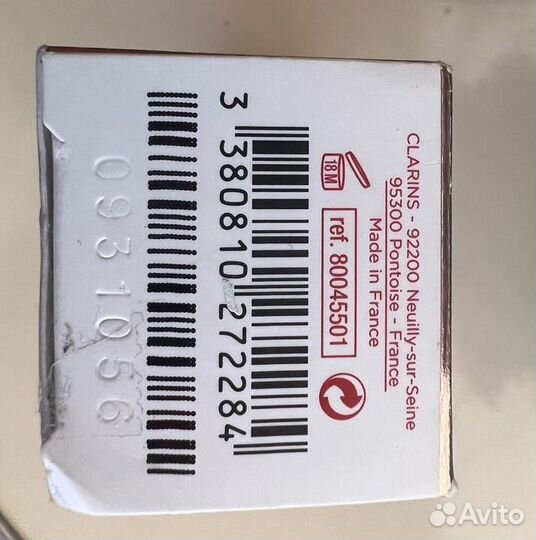 CLARINS - 92200 Neuilly-sur-Seine
95300 Pontoise - France
Made in France
ref. 80045501
18M
3 380810 272284
0931056
Avito